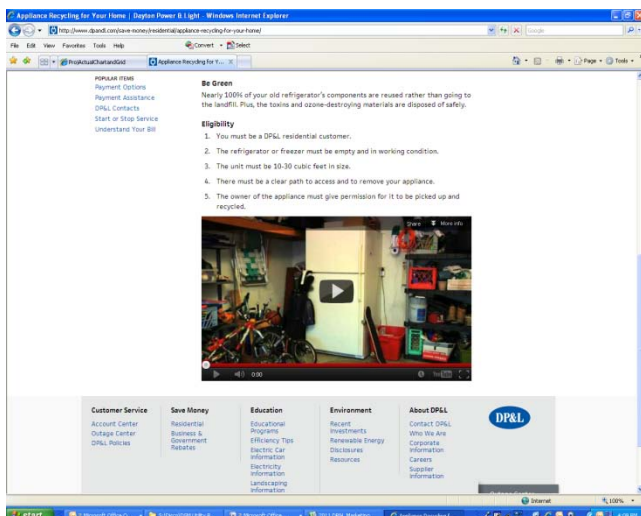 Appliance Recycling for Your Home | Dayton Power & Light - Windows Internet Explorer
http://www.dpandl.com/save-money/residential/appliance-recycling-for-your-home/
Google
File Edit View Favorites Tools Help
Convert
Select
ProjActualChartandGrid
Appliance Recycling for Y...
Page
Tools
POPULAR ITEMS
Payment Options
Payment Assistance
DP&L Contacts
Start or Stop Service
Understand Your Bill
Be Green
Nearly 100% of your old refrigerator's components are reused rather than going to
the landfill. Plus, the toxins and ozone-destroying materials are disposed of safely.
Eligibility
1. You must be a DP&L residential customer.
2. The refrigerator or freezer must be empty and in working condition.
3. The unit must be 10-30 cubic feet in size.
4. There must be a clear path to access and to remove your appliance.
5. The owner of the appliance must give permission for it to be picked up and
recycled.
Share
More info
0:00
YouTube
Customer Service
Account Center
Outage Center
DP&L Policies
Save Money
Residential
Business &
Government
Rebates
Education
Educational
Programs
Efficiency Tips
Electric Car
Information
Electricity
Information
Landscaping
Information
Environment
Recent
Investments
Renewable Energy
Disclosures
Resources
About DP&L
Contact DP&L
Who We Are
Corporate
Information
Careers
Supplier
Information
DP&L
Internet
100%
start